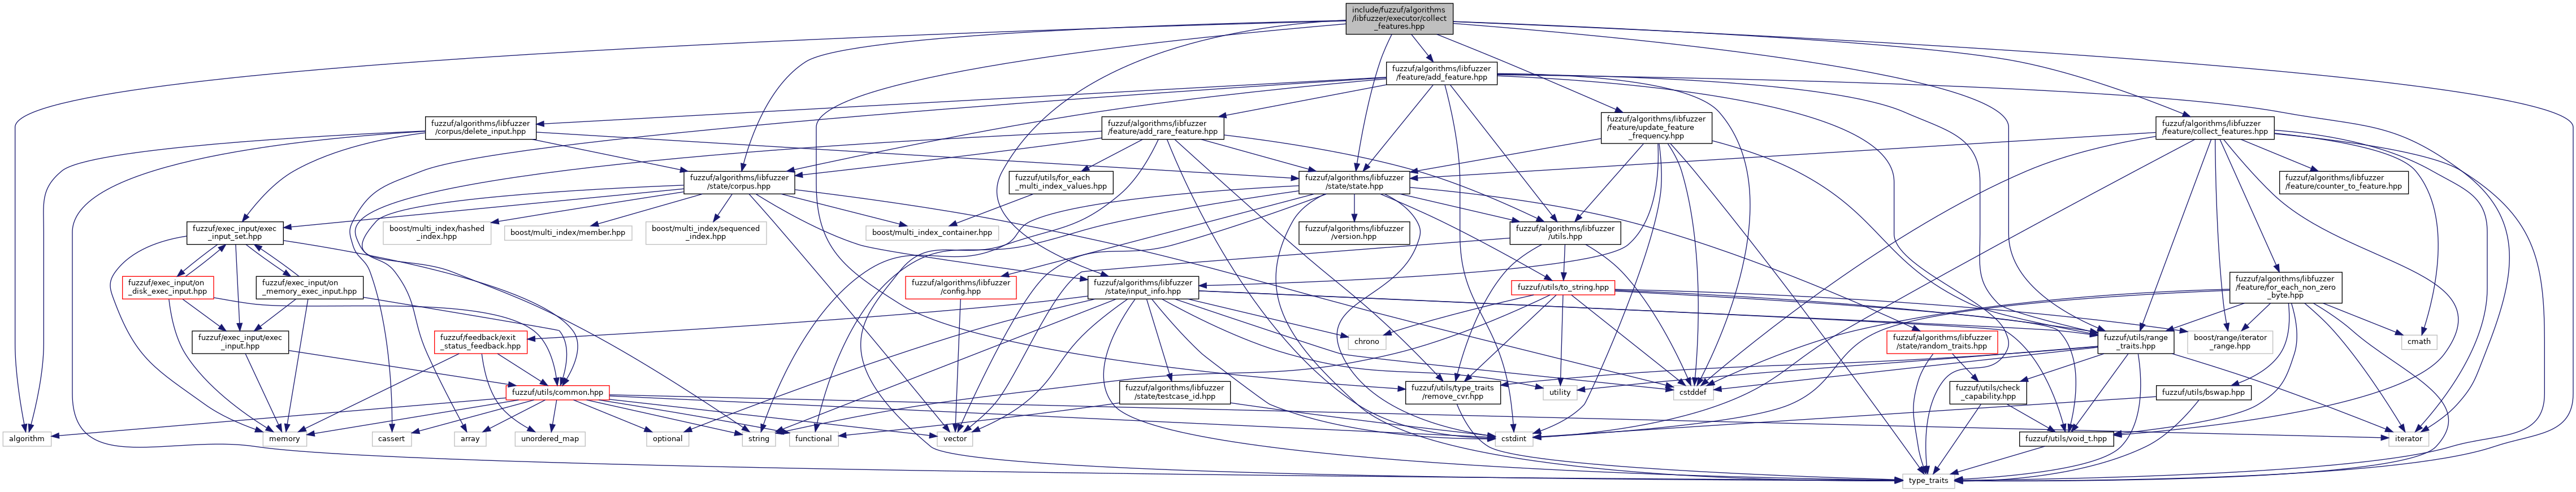 include/fuzzuf/algorithms
/libfuzzer/executor/collect
_features.hpp
fuzzuf/algorithms/libfuzzer
/feature/add_feature.hpp
fuzzuf/algorithms/libfuzzer
/corpus/delete_input.hpp
fuzzuf/algorithms/libfuzzer
/feature/add_rare_feature.hpp
fuzzuf/algorithms/libfuzzer
/feature/update_feature
_frequency.hpp
fuzzuf/algorithms/libfuzzer
/feature/collect_features.hpp
fuzzuf/algorithms/libfuzzer
/state/corpus.hpp
fuzzuf/utils/for_each
_multi_index_values.hpp
fuzzuf/algorithms/libfuzzer
/state/state.hpp
fuzzuf/algorithms/libfuzzer
/feature/counter_to_feature.hpp
fuzzuf/exec_input/exec
_input_set.hpp
boost/multi_index/hashed
_index.hpp
boost/multi_index/member.hpp
boost/multi_index/sequenced
_index.hpp
boost/multi_index_container.hpp
fuzzuf/algorithms/libfuzzer
/version.hpp
fuzzuf/algorithms/libfuzzer
/utils.hpp
fuzzuf/exec_input/on
_disk_exec_input.hpp
fuzzuf/exec_input/on
_memory_exec_input.hpp
fuzzuf/algorithms/libfuzzer
/config.hpp
fuzzuf/algorithms/libfuzzer
/state/input_info.hpp
fuzzuf/utils/to_string.hpp
fuzzuf/algorithms/libfuzzer
/feature/for_each_non_zero
_byte.hpp
fuzzuf/exec_input/exec
_input.hpp
fuzzuf/feedback/exit
_status_feedback.hpp
chrono
fuzzuf/algorithms/libfuzzer
/state/random_traits.hpp
fuzzuf/utils/range
_traits.hpp
boost/range/iterator
_range.hpp
cmath
fuzzuf/utils/common.hpp
fuzzuf/algorithms/libfuzzer
/state/testcase_id.hpp
fuzzuf/utils/type_traits
/remove_cvr.hpp
utility
cstddef
fuzzuf/utils/check
_capability.hpp
fuzzuf/utils/bswap.hpp
algorithm
memory
cassert
array
unordered_map
optional
string
functional
vector
cstdint
fuzzuf/utils/void_t.hpp
iterator
type_traits